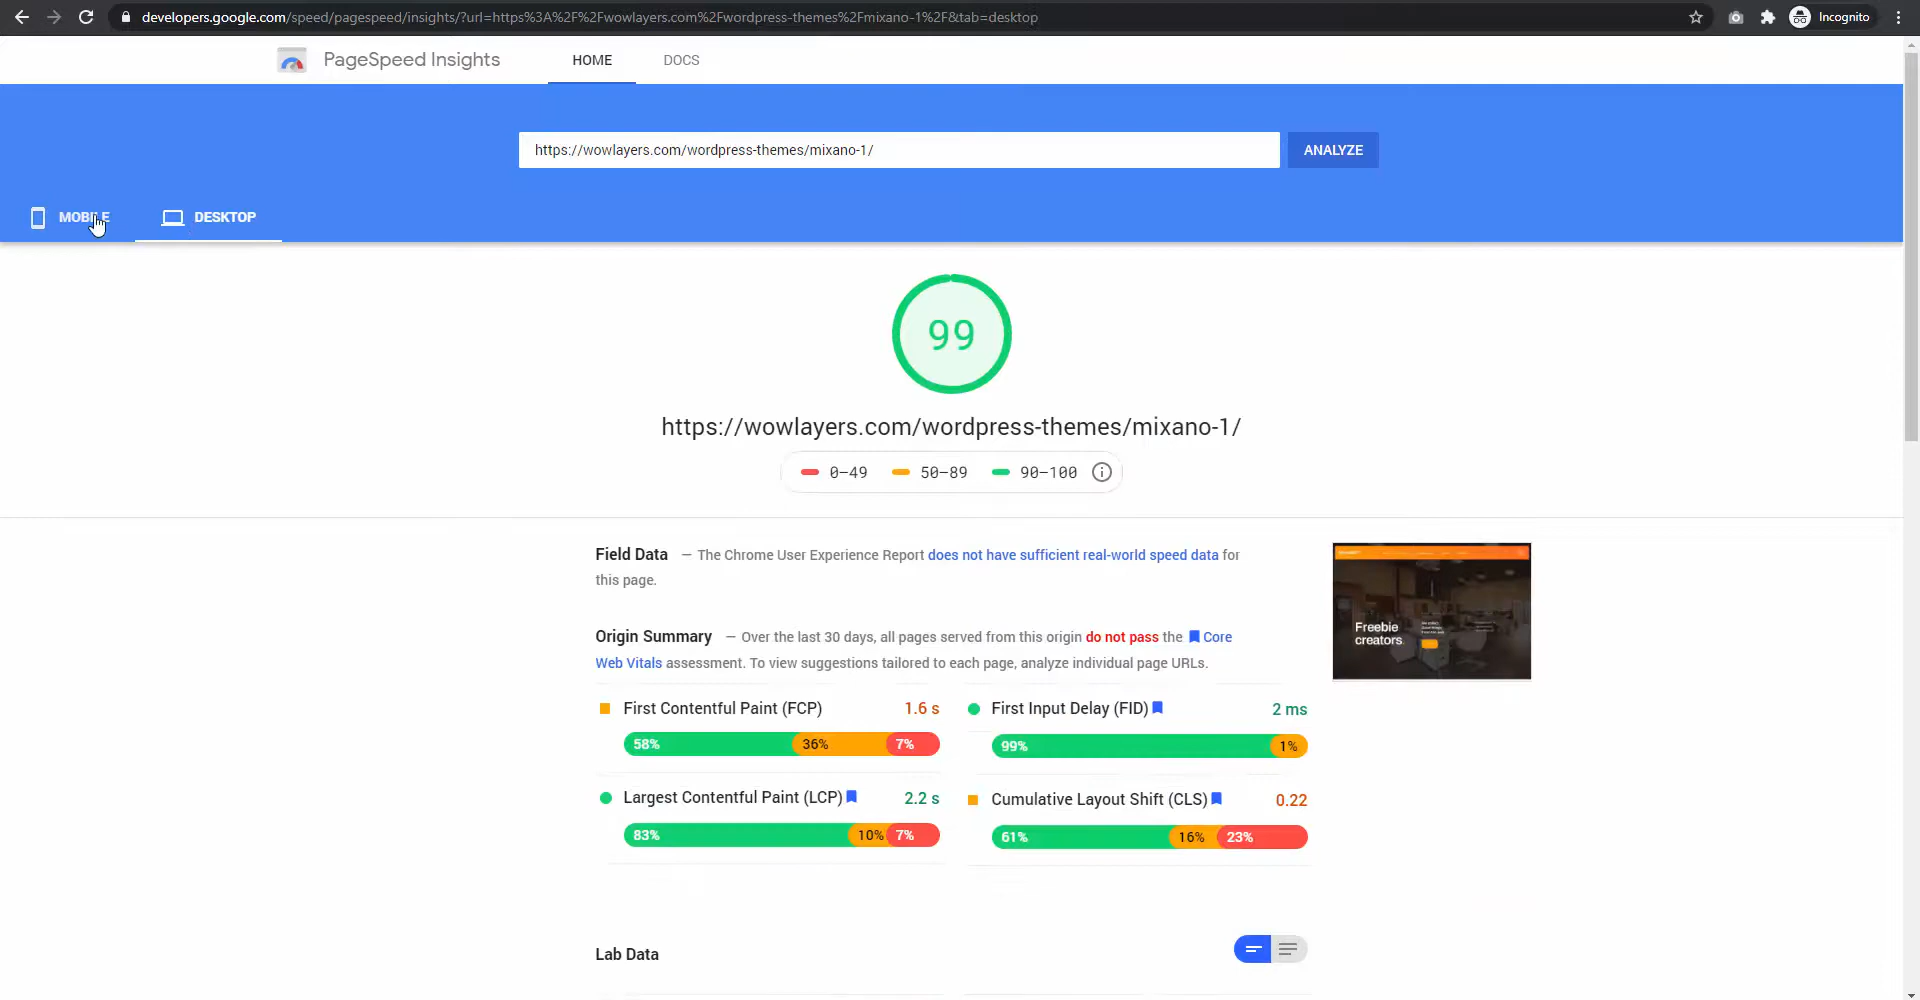 developers.google.com/speed/pagespeed/insights/?url=https%3A%2F%2Fwowlayers.com%2Fwordpress-themes%2Fmixano-1%2F&tab=desktop
Incognito
PageSpeed Insights
HOME
DOCS
https://wowlayers.com/wordpress-themes/mixano-1/
ANALYZE
MOBILE
DESKTOP
99
https://wowlayers.com/wordpress-themes/mixano-1/
0–49
50–89
90–100
Field Data — The Chrome User Experience Report does not have sufficient real-world speed data for
this page.
Origin Summary — Over the last 30 days, all pages served from this origin do not pass the Core
Web Vitals assessment. To view suggestions tailored to each page, analyze individual page URLs.
Freebie
creators
First Contentful Paint (FCP) 1.6 s
58% 36% 7%
First Input Delay (FID) 2 ms
99% 1%
Largest Contentful Paint (LCP) 2.2 s
83% 10% 7%
Cumulative Layout Shift (CLS) 0.22
61% 16% 23%
Lab Data